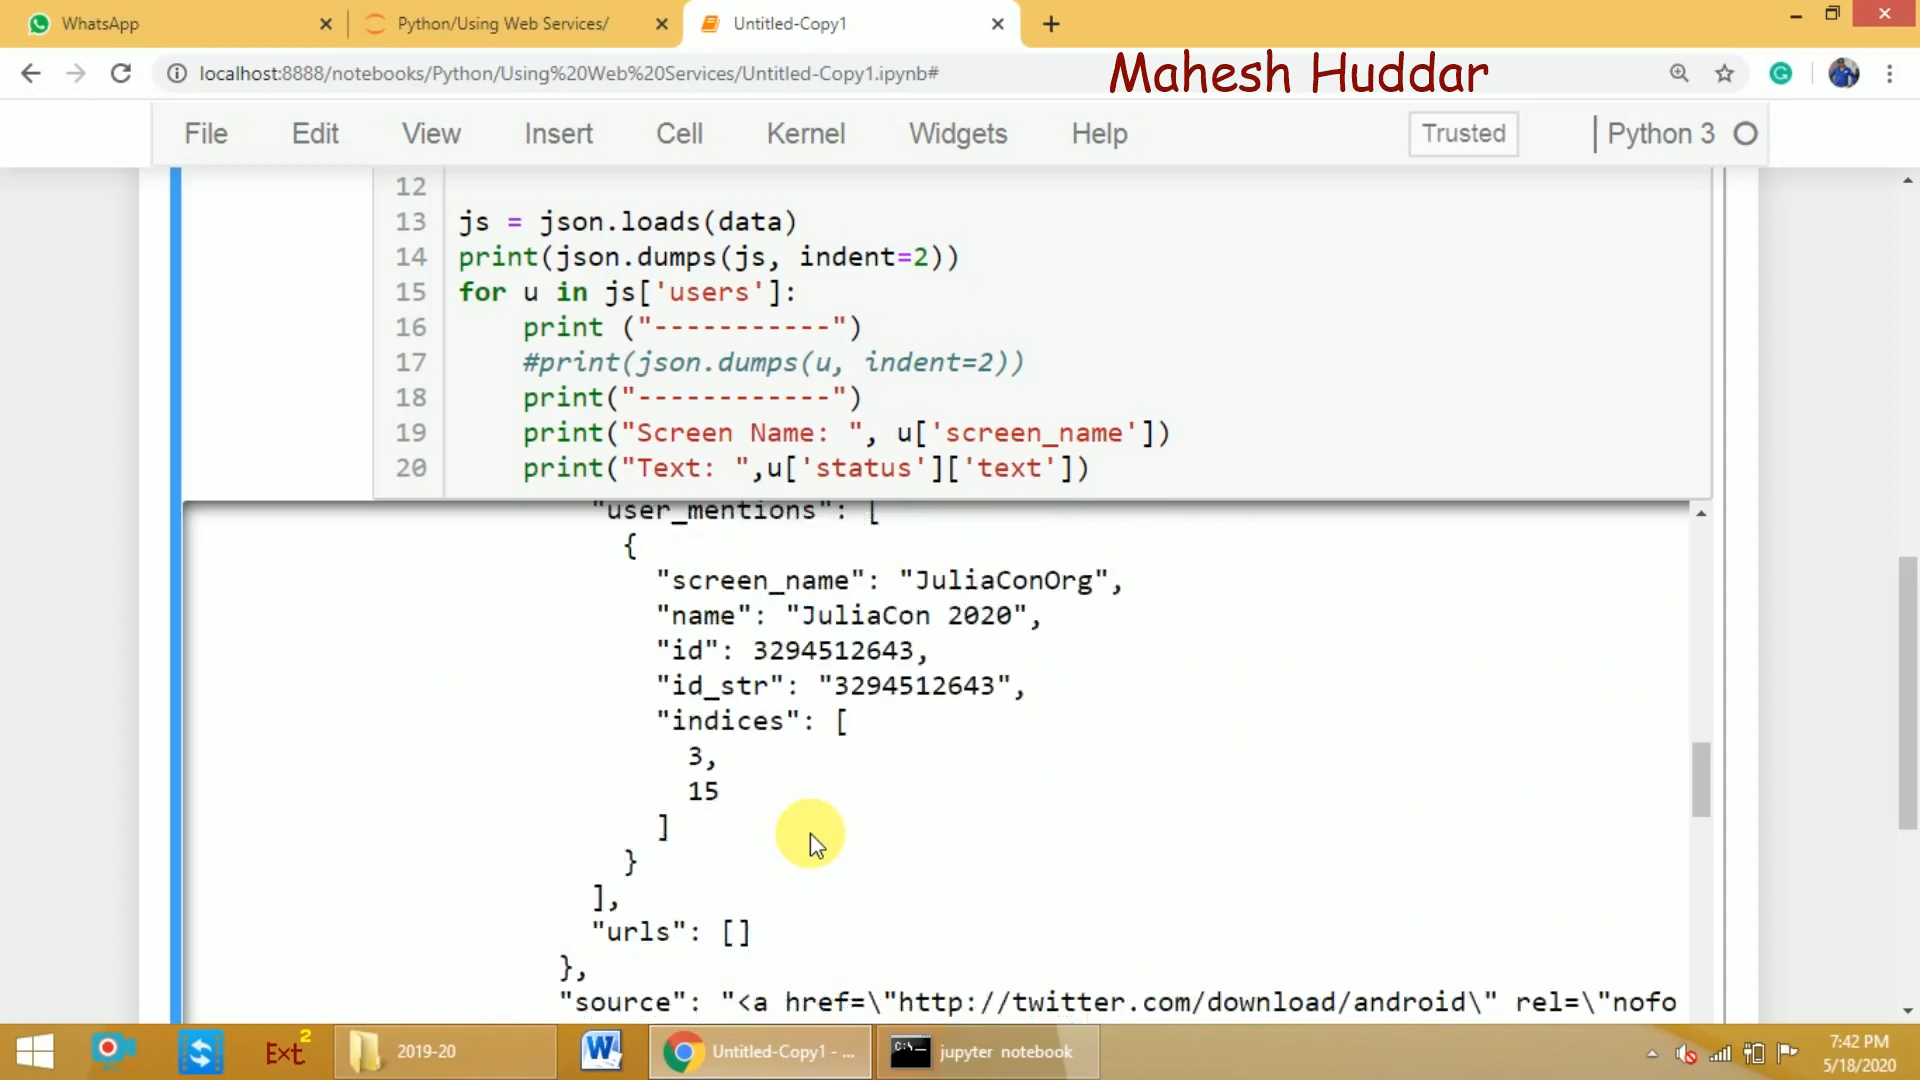 WhatsApp
Python/Using Web Services/
Untitled-Copy1
localhost:8888/notebooks/Python/Using%20Web%20Services/Untitled-Copy1.ipynb#
Mahesh Huddar
File Edit View Insert Cell Kernel Widgets Help Trusted Python 3
12
13 js = json.loads(data)
14 print(json.dumps(js, indent=2))
15 for u in js['users']:
16 print ("-----------")
17 #print(json.dumps(u, indent=2))
18 print("------------")
19 print("Screen Name: ", u['screen_name'])
20 print("Text: ",u['status']['text'])
"user_mentions": [
{
"screen_name": "JuliaConOrg",
"name": "JuliaCon 2020",
"id": 3294512643,
"id_str": "3294512643",
"indices": [
3,
15
]
}
],
"urls": []
},
"source": "<a href=\"http://twitter.com/download/android\" rel=\"nofo
Ext2 2019-20 W Untitled-Copy1 - ... C:\- jupyter notebook
7:42 PM
5/18/2020